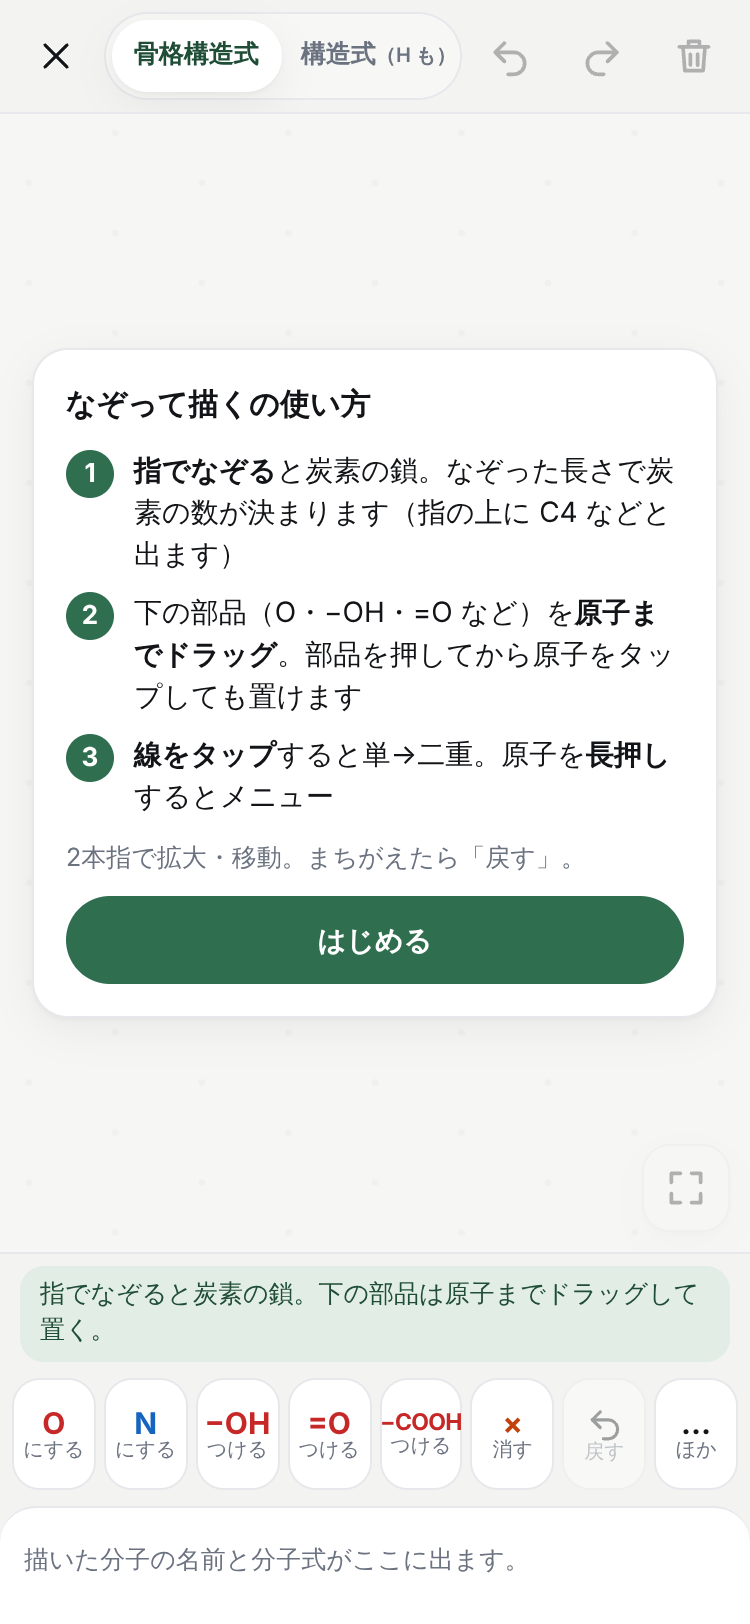 骨格構造式 構造式（H も）
なぞって描くの使い方
1 指でなぞると炭素の鎖。なぞった長さで炭
素の数が決まります（指の上に C4 などと
出ます）
2 下の部品（O・−OH・=O など）を原子ま
でドラッグ。部品を押してから原子をタッ
プしても置けます
3 線をタップすると単→二重。原子を長押し
するとメニュー
2本指で拡大・移動。まちがえたら「戻す」。
はじめる
指でなぞると炭素の鎖。下の部品は原子までドラッグして
置く。
O N −OH =O −COOH × …
にする にする つける つける つける 消す 戻す ほか
描いた分子の名前と分子式がここに出ます。